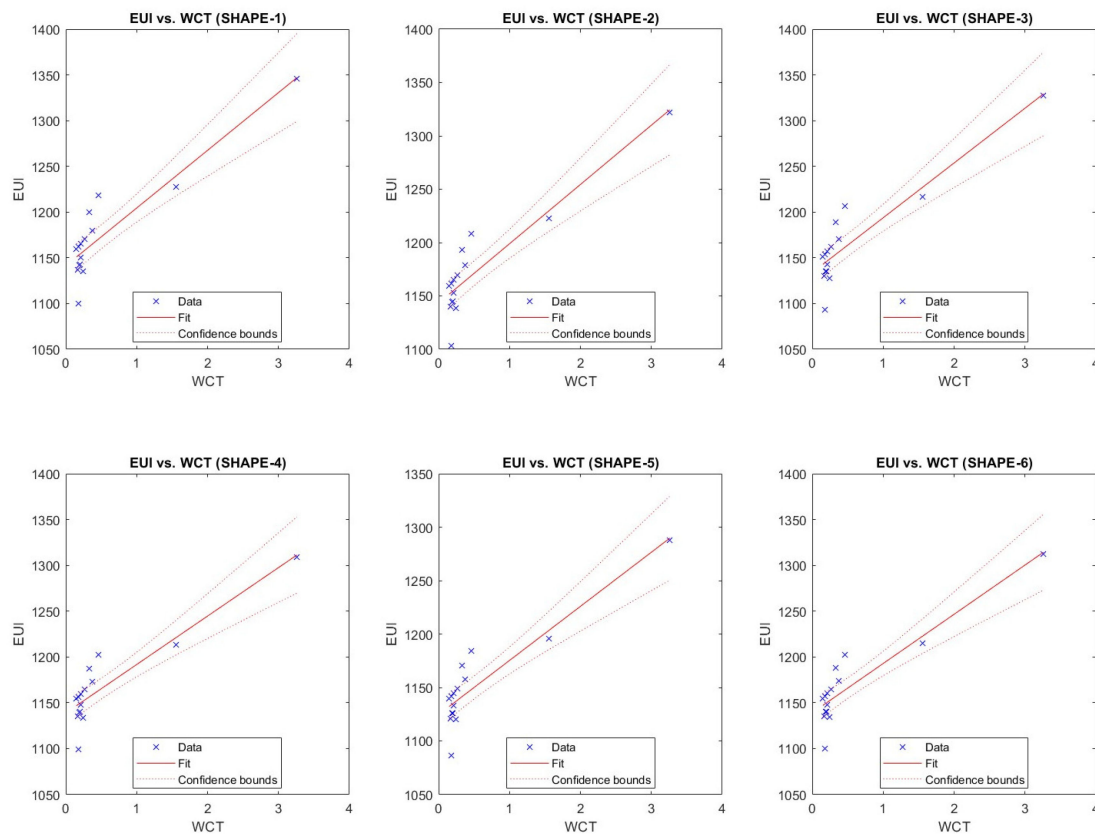 EUI vs. WCT (SHAPE-1)
1400
1350
1300
1250
1200
1150
1100
1050
EUI
0 1 2 3 4
WCT
Data
Fit
Confidence bounds
EUI vs. WCT (SHAPE-2)
1400
1350
1300
1250
1200
1150
1100
EUI
0 1 2 3 4
WCT
Data
Fit
Confidence bounds
EUI vs. WCT (SHAPE-3)
1400
1350
1300
1250
1200
1150
1100
1050
EUI
0 1 2 3 4
WCT
Data
Fit
Confidence bounds
EUI vs. WCT (SHAPE-4)
1400
1350
1300
1250
1200
1150
1100
1050
EUI
0 1 2 3 4
WCT
Data
Fit
Confidence bounds
EUI vs. WCT (SHAPE-5)
1350
1300
1250
1200
1150
1100
1050
EUI
0 1 2 3 4
WCT
Data
Fit
Confidence bounds
EUI vs. WCT (SHAPE-6)
1400
1350
1300
1250
1200
1150
1100
1050
EUI
0 1 2 3 4
WCT
Data
Fit
Confidence bounds